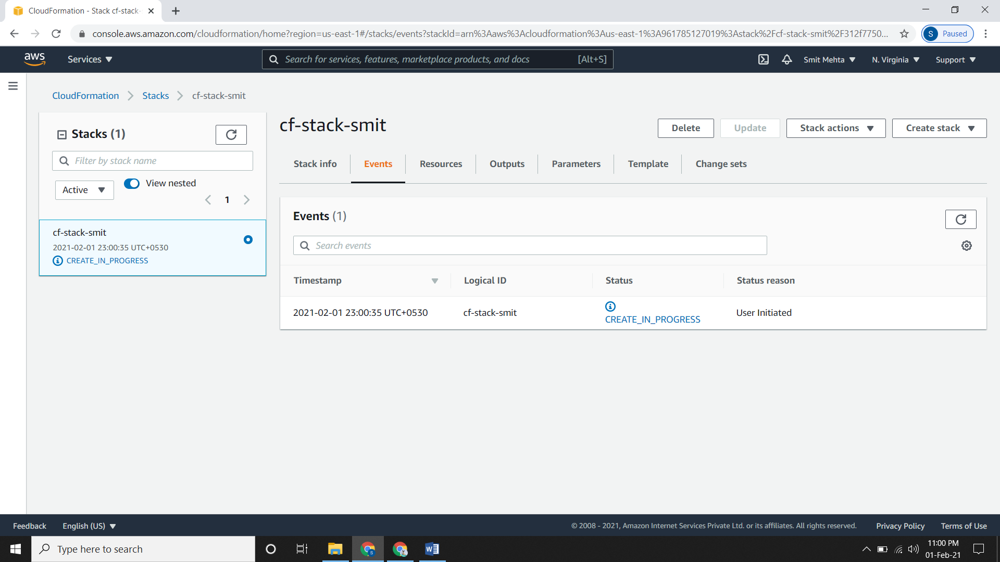 CloudFormation - Stack cf-stack-
console.aws.amazon.com/cloudformation/home?region=us-east-1#/stacks/events?stackId=arn%3Aaws%3Acloudformation%3Aus-east-1%3A961785127019%3Astack%2Fcf-stack-smit%2F312f7750...
S Paused
aws Services Search for services, features, marketplace products, and docs [Alt+S] Smit Mehta N. Virginia Support
CloudFormation Stacks cf-stack-smit
Stacks (1)
Filter by stack name
Active View nested
1
cf-stack-smit
2021-02-01 23:00:35 UTC+0530
CREATE_IN_PROGRESS
cf-stack-smit
Delete Update Stack actions Create stack
Stack info Events Resources Outputs Parameters Template Change sets
Events (1)
Search events
Timestamp Logical ID Status Status reason
2021-02-01 23:00:35 UTC+0530 cf-stack-smit CREATE_IN_PROGRESS User Initiated
Feedback English (US) © 2008 - 2021, Amazon Internet Services Private Ltd. or its affiliates. All rights reserved. Privacy Policy Terms of Use
Type here to search
11:00 PM
01-Feb-21